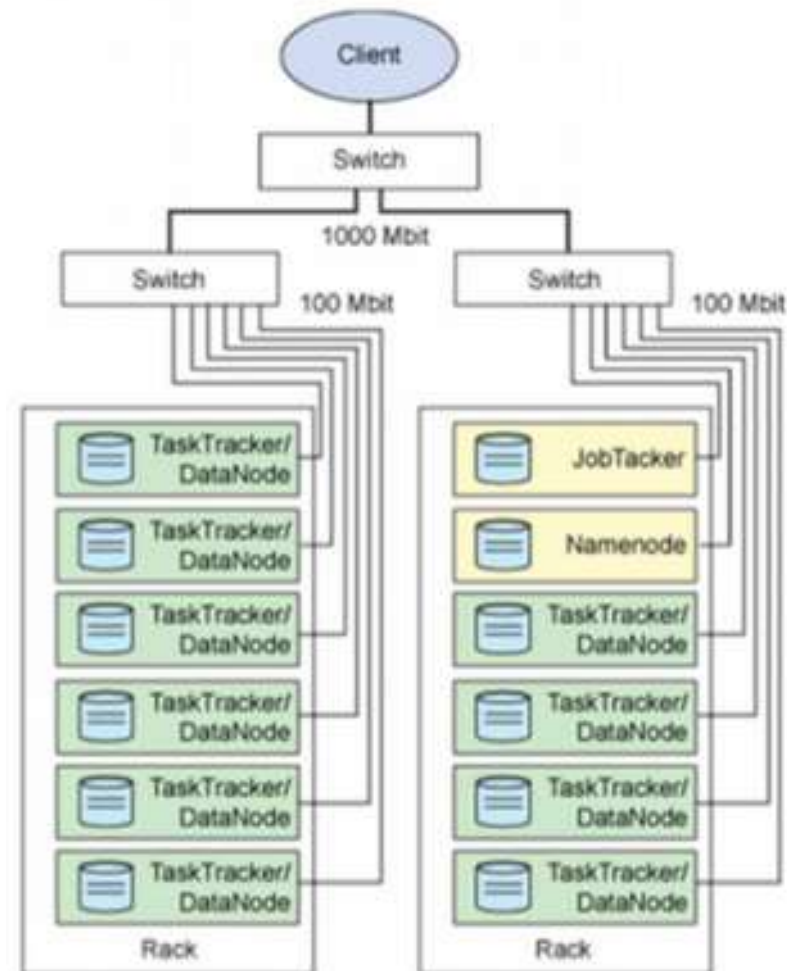 Client
Switch
1000 Mbit
Switch
100 Mbit
TaskTracker/
DataNode
TaskTracker/
DataNode
TaskTracker/
DataNode
TaskTracker/
DataNode
TaskTracker/
DataNode
TaskTracker/
DataNode
Rack
Switch
100 Mbit
JobTacker
Namenode
TaskTracker/
DataNode
TaskTracker/
DataNode
TaskTracker/
DataNode
TaskTracker/
DataNode
Rack